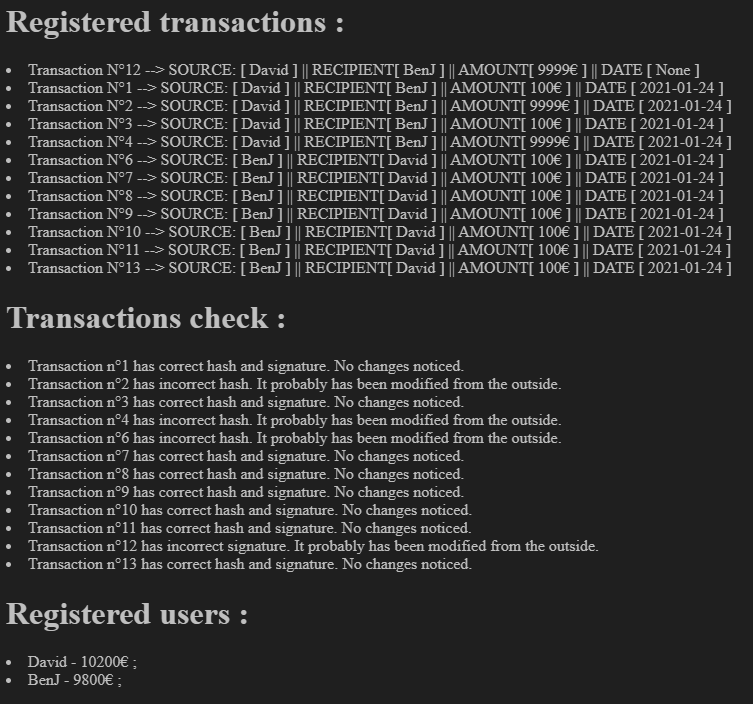 Registered transactions :
Transaction N°12 --> SOURCE: [ David ] || RECIPIENT[ BenJ ] || AMOUNT[ 9999€ ] || DATE [ None ]
Transaction N°1 --> SOURCE: [ David ] || RECIPIENT[ BenJ ] || AMOUNT[ 100€ ] || DATE [ 2021-01-24 ]
Transaction N°2 --> SOURCE: [ David ] || RECIPIENT[ BenJ ] || AMOUNT[ 9999€ ] || DATE [ 2021-01-24 ]
Transaction N°3 --> SOURCE: [ David ] || RECIPIENT[ BenJ ] || AMOUNT[ 100€ ] || DATE [ 2021-01-24 ]
Transaction N°4 --> SOURCE: [ David ] || RECIPIENT[ BenJ ] || AMOUNT[ 9999€ ] || DATE [ 2021-01-24 ]
Transaction N°6 --> SOURCE: [ BenJ ] || RECIPIENT[ David ] || AMOUNT[ 100€ ] || DATE [ 2021-01-24 ]
Transaction N°7 --> SOURCE: [ BenJ ] || RECIPIENT[ David ] || AMOUNT[ 100€ ] || DATE [ 2021-01-24 ]
Transaction N°8 --> SOURCE: [ BenJ ] || RECIPIENT[ David ] || AMOUNT[ 100€ ] || DATE [ 2021-01-24 ]
Transaction N°9 --> SOURCE: [ BenJ ] || RECIPIENT[ David ] || AMOUNT[ 100€ ] || DATE [ 2021-01-24 ]
Transaction N°10 --> SOURCE: [ BenJ ] || RECIPIENT[ David ] || AMOUNT[ 100€ ] || DATE [ 2021-01-24 ]
Transaction N°11 --> SOURCE: [ BenJ ] || RECIPIENT[ David ] || AMOUNT[ 100€ ] || DATE [ 2021-01-24 ]
Transaction N°13 --> SOURCE: [ BenJ ] || RECIPIENT[ David ] || AMOUNT[ 100€ ] || DATE [ 2021-01-24 ]
Transactions check :
Transaction n°1 has correct hash and signature. No changes noticed.
Transaction n°2 has incorrect hash. It probably has been modified from the outside.
Transaction n°3 has correct hash and signature. No changes noticed.
Transaction n°4 has incorrect hash. It probably has been modified from the outside.
Transaction n°6 has incorrect hash. It probably has been modified from the outside.
Transaction n°7 has correct hash and signature. No changes noticed.
Transaction n°8 has correct hash and signature. No changes noticed.
Transaction n°9 has correct hash and signature. No changes noticed.
Transaction n°10 has correct hash and signature. No changes noticed.
Transaction n°11 has correct hash and signature. No changes noticed.
Transaction n°12 has incorrect signature. It probably has been modified from the outside.
Transaction n°13 has correct hash and signature. No changes noticed.
Registered users :
David - 10200€ ;
BenJ - 9800€ ;